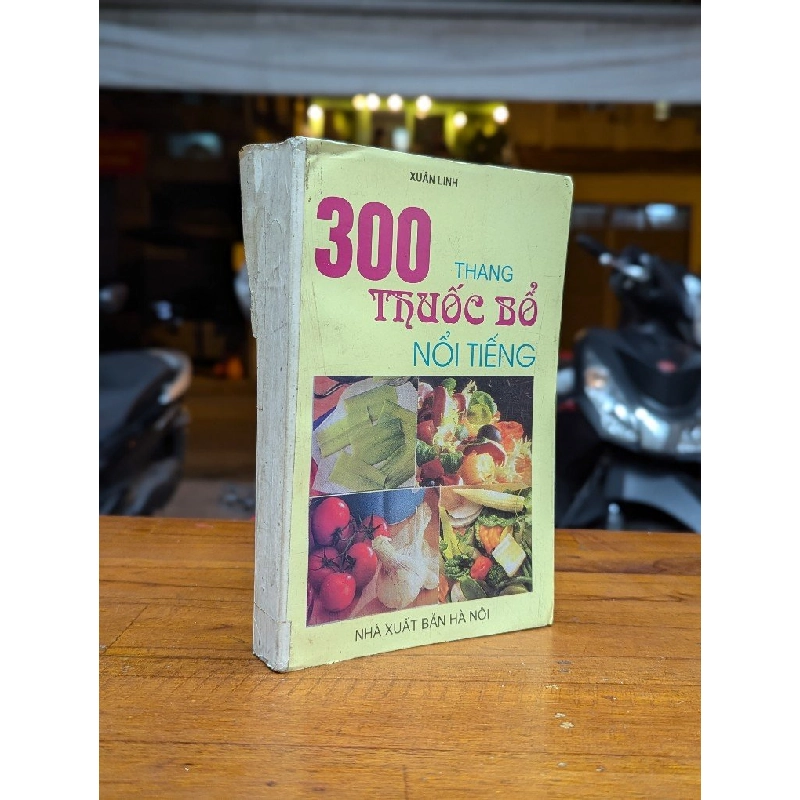 XUÂN LINH
300 THANG
THUỐC BỔ
NỔI TIẾNG
NHÀ XUẤT BẢN HÀ NỘI